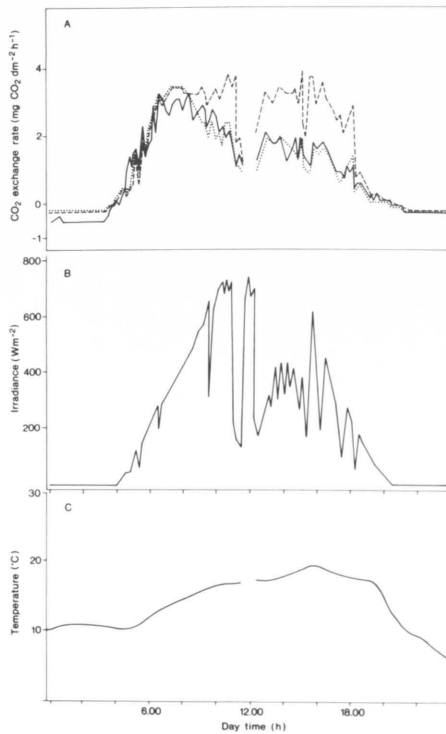 A
CO2 exchange rate (mg CO2 dm-2 h-1)
4
2
0
-1
B
Irradiance (Wm-2)
800
600
400
200
C
Temperature (°C)
30
20
10
6.00 12.00 18.00
Day time (h)